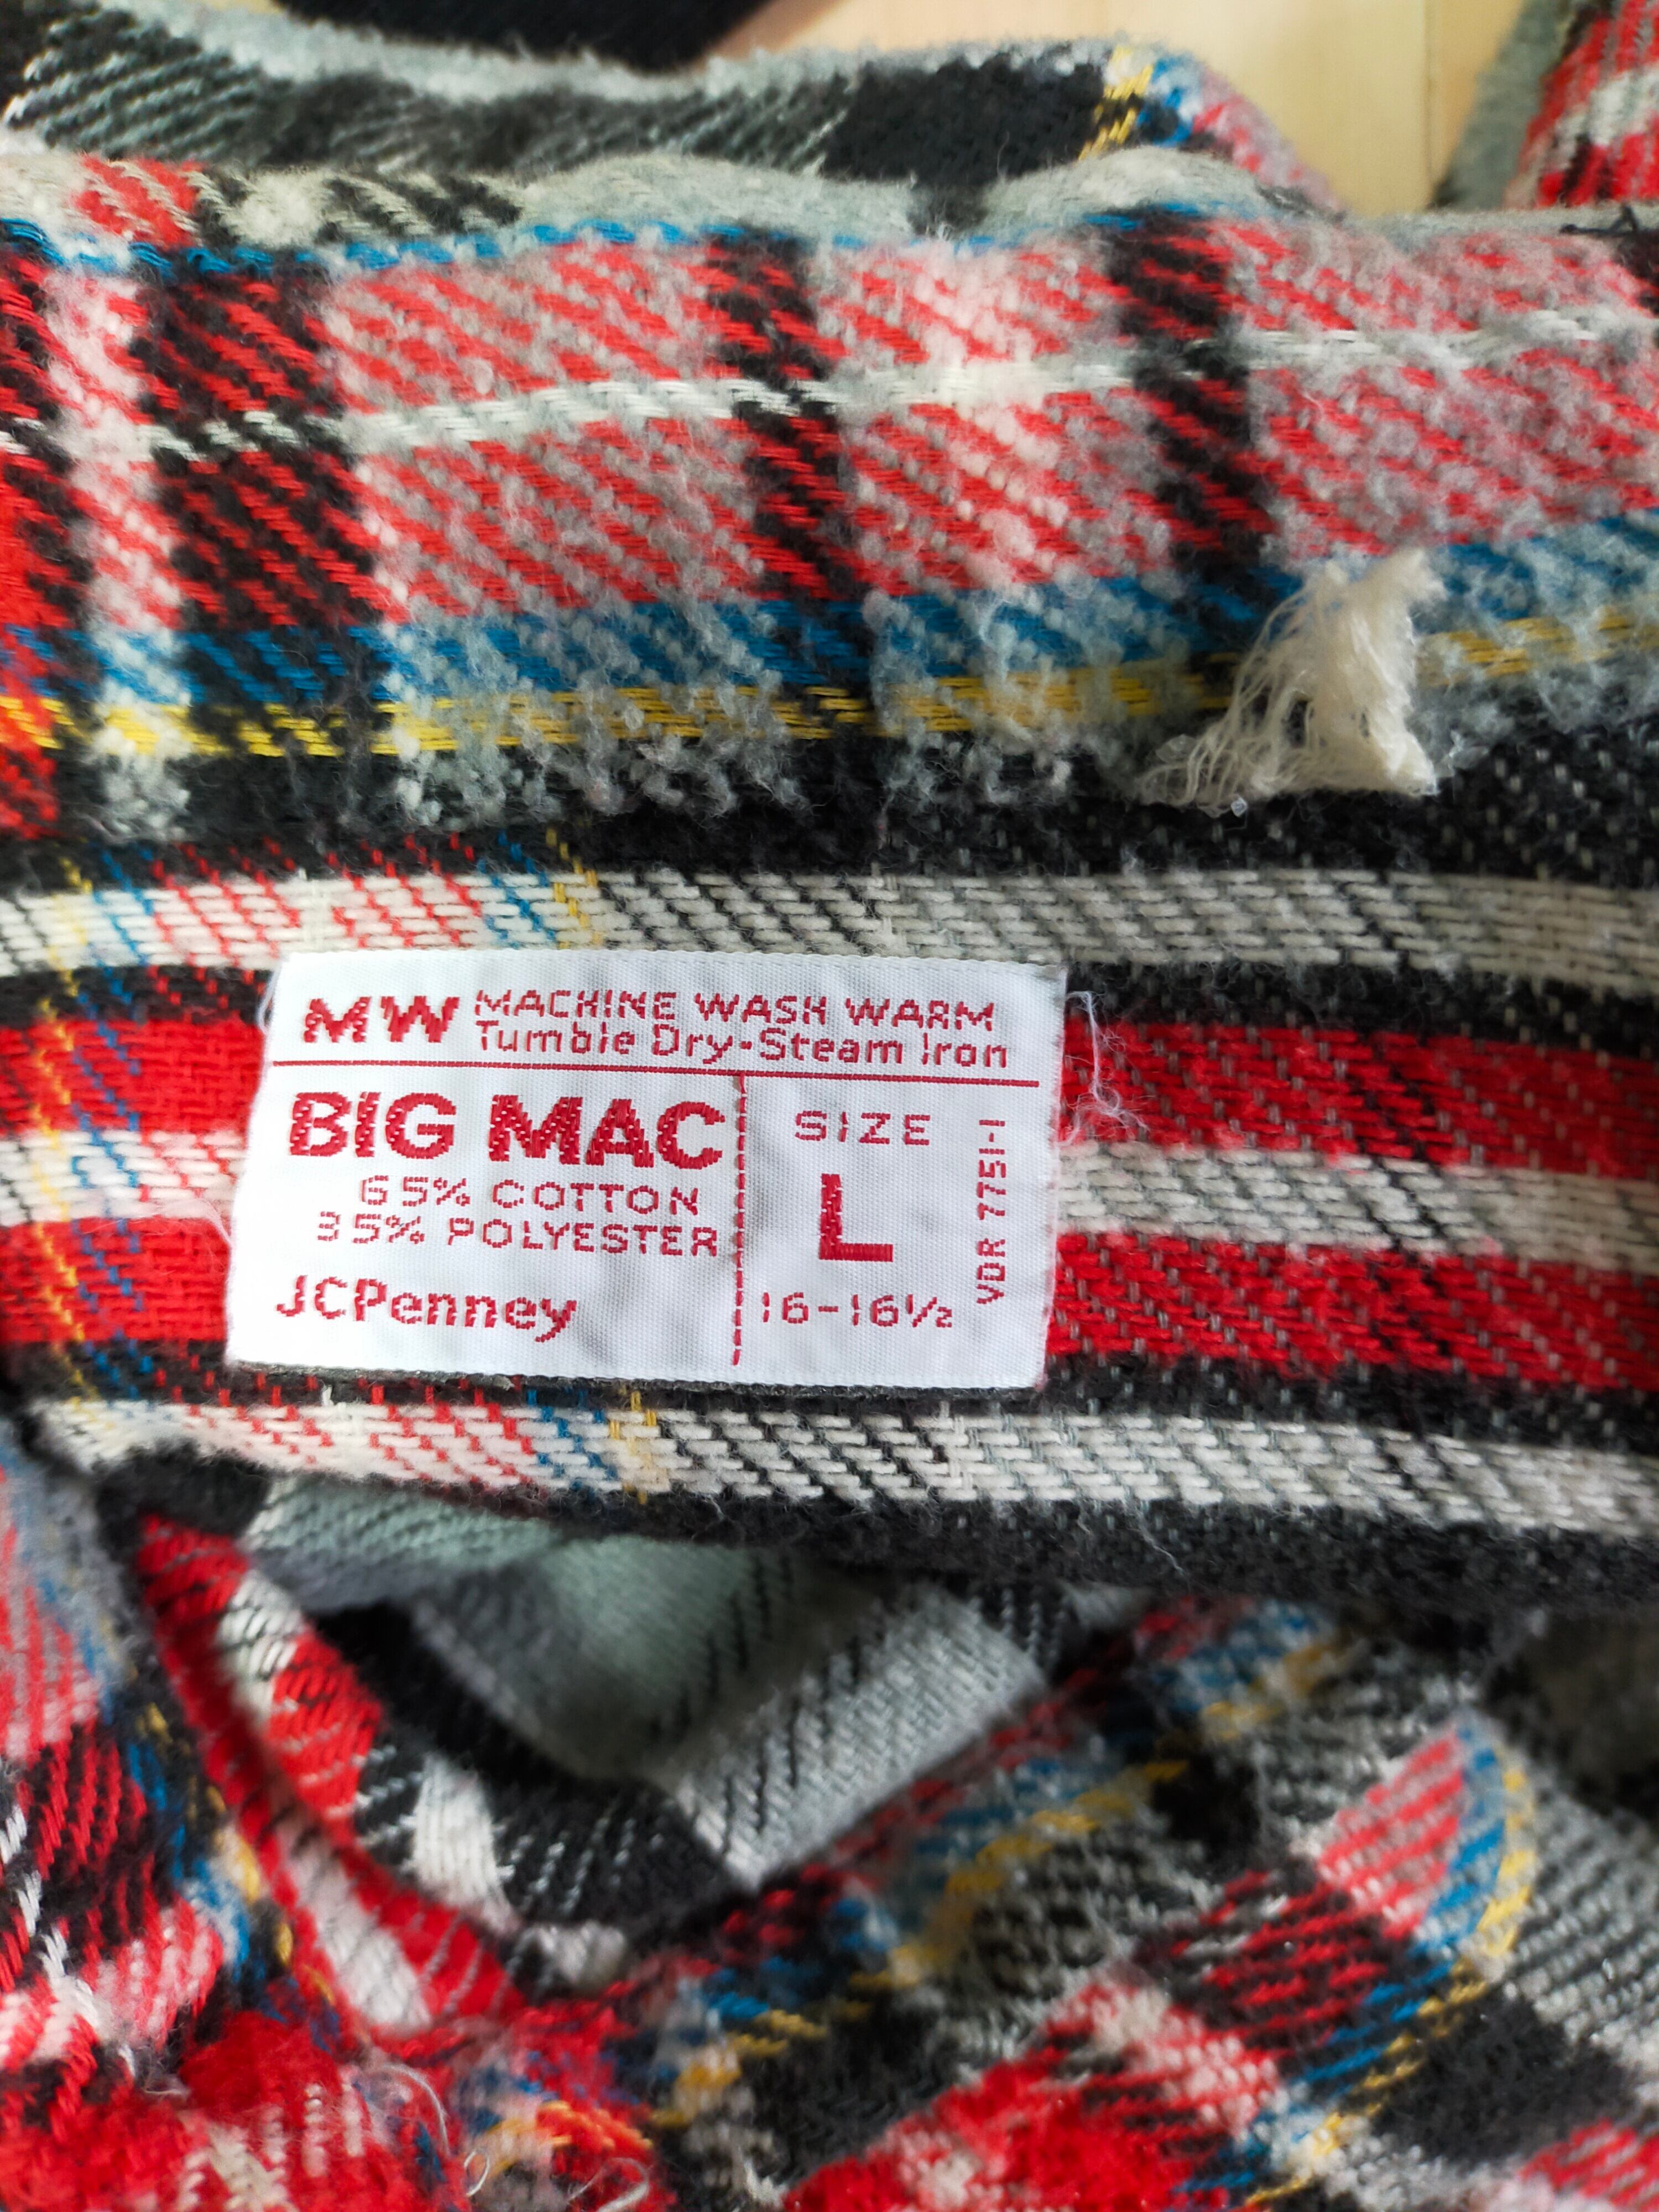 MW MACHINE WASH WARM
Tumble Dry-Steam Iron
BIG MAC
65% COTTON
35% POLYESTER
JCPenney
SIZE
L
16-16½
VDR 7751-1